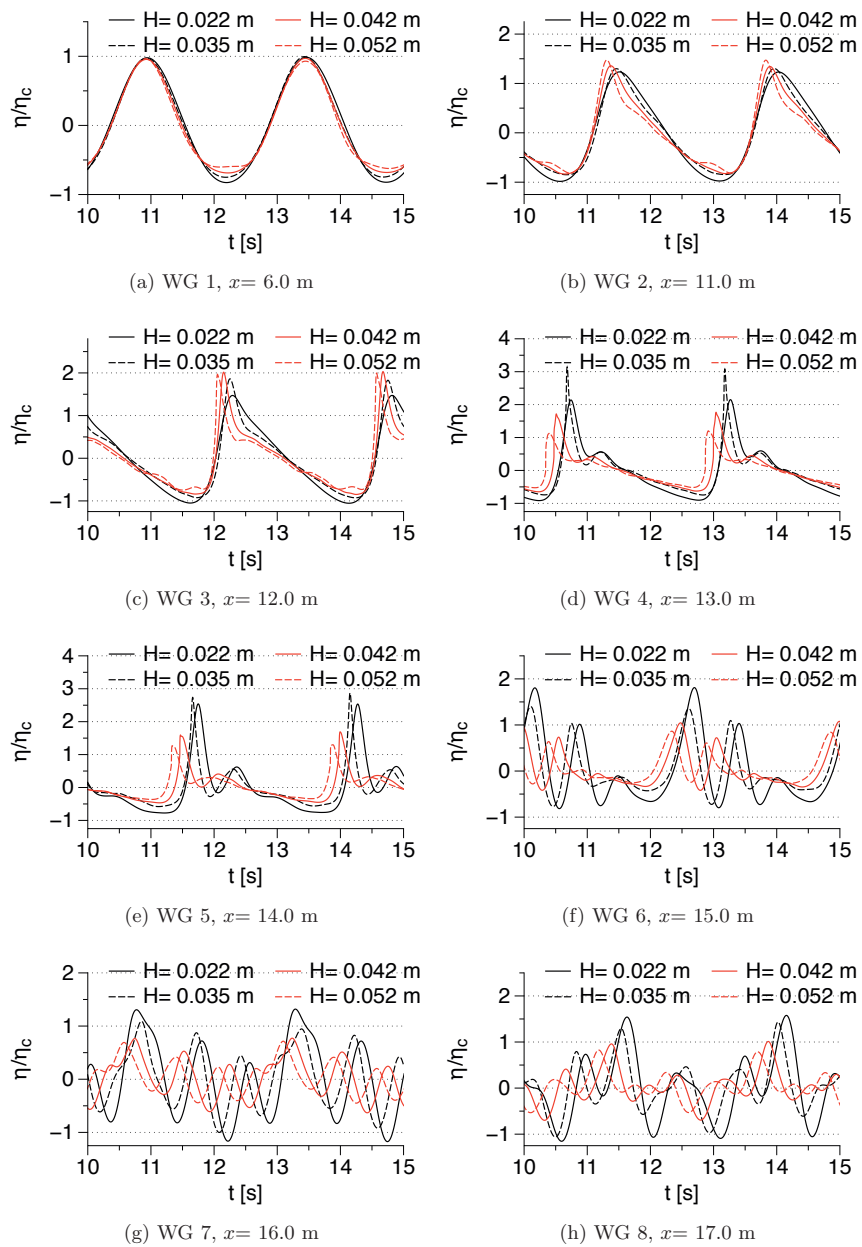 H= 0.022 m H= 0.042 m
H= 0.035 m H= 0.052 m
1
0
−1
η/ηc
10 11 12 13 14 15
t [s]
(a) WG 1, x= 6.0 m
H= 0.022 m H= 0.042 m
H= 0.035 m H= 0.052 m
2
1
0
−1
η/ηc
10 11 12 13 14 15
t [s]
(b) WG 2, x= 11.0 m
H= 0.022 m H= 0.042 m
H= 0.035 m H= 0.052 m
2
1
0
−1
η/ηc
10 11 12 13 14 15
t [s]
(c) WG 3, x= 12.0 m
H= 0.022 m H= 0.042 m
H= 0.035 m H= 0.052 m
4
3
2
1
0
−1
η/ηc
10 11 12 13 14 15
t [s]
(d) WG 4, x= 13.0 m
H= 0.022 m H= 0.042 m
H= 0.035 m H= 0.052 m
4
3
2
1
0
−1
η/ηc
10 11 12 13 14 15
t [s]
(e) WG 5, x= 14.0 m
H= 0.022 m H= 0.042 m
H= 0.035 m H= 0.052 m
2
1
0
−1
η/ηc
10 11 12 13 14 15
t [s]
(f) WG 6, x= 15.0 m
H= 0.022 m H= 0.042 m
H= 0.035 m H= 0.052 m
2
1
0
−1
η/ηc
10 11 12 13 14 15
t [s]
(g) WG 7, x= 16.0 m
H= 0.022 m H= 0.042 m
H= 0.035 m H= 0.052 m
2
1
0
−1
η/ηc
10 11 12 13 14 15
t [s]
(h) WG 8, x= 17.0 m